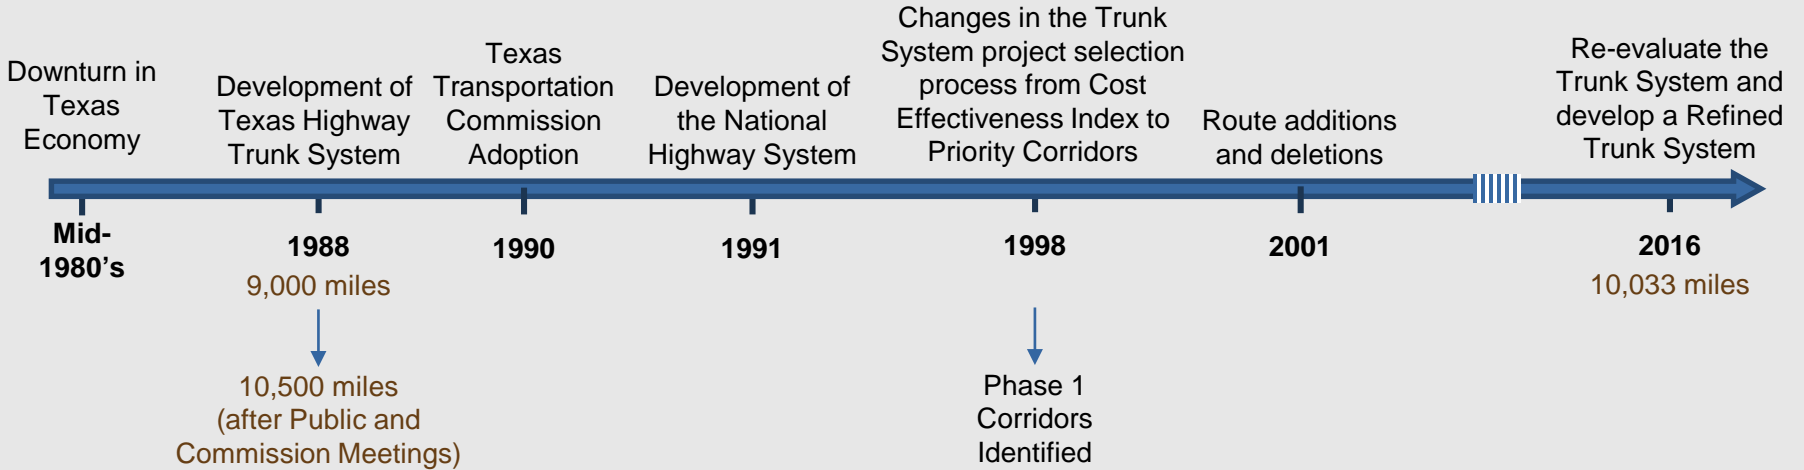 Downturn in
Texas
Economy
Mid-
1980's
Development of
Texas Highway
Trunk System
1988
9,000 miles
10,500 miles
(after Public and
Commission Meetings)
Texas
Transportation
Commission
Adoption
1990
Development of
the National
Highway System
1991
Changes in the Trunk
System project selection
process from Cost
Effectiveness Index to
Priority Corridors
1998
Phase 1
Corridors
Identified
Route additions
and deletions
2001
Re-evaluate the
Trunk System and
develop a Refined
Trunk System
2016
10,033 miles